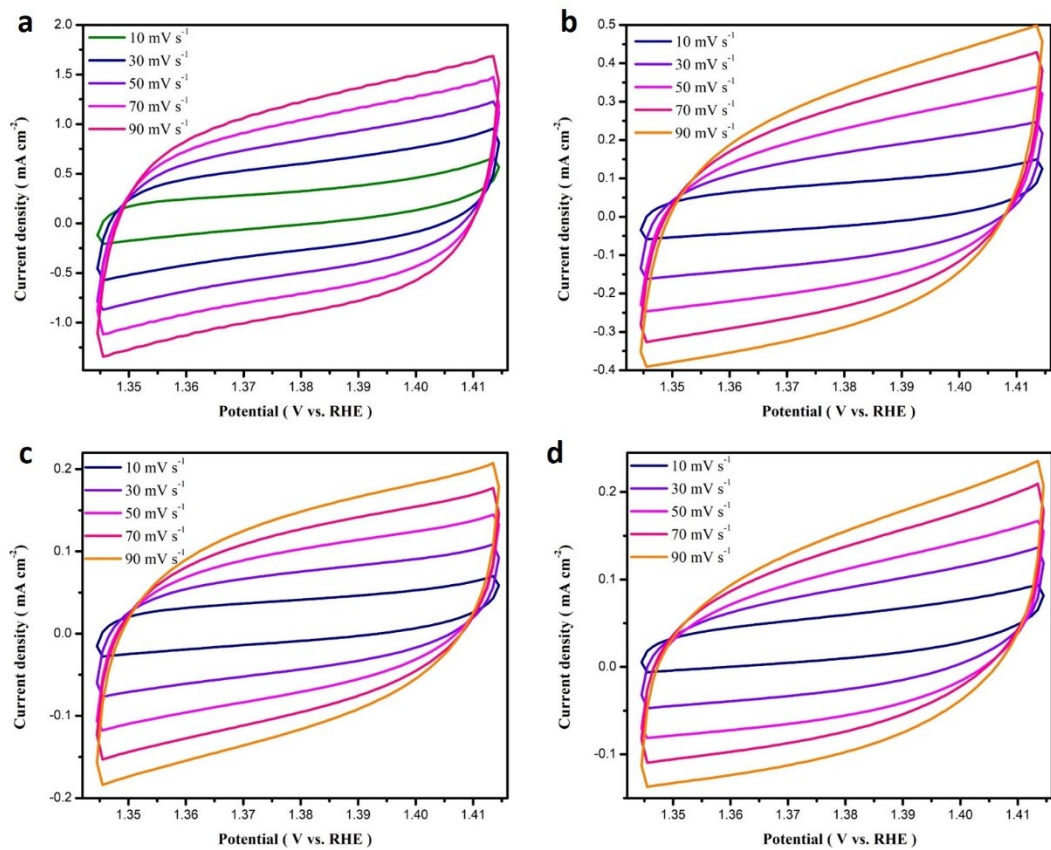 a
2.0
1.5
1.0
0.5
0.0
-0.5
-1.0
Current density ( mA cm⁻²)
10 mV s⁻¹
30 mV s⁻¹
50 mV s⁻¹
70 mV s⁻¹
90 mV s⁻¹
1.35 1.36 1.37 1.38 1.39 1.40 1.41
Potential ( V vs. RHE )
b
0.5
0.4
0.3
0.2
0.1
0.0
-0.1
-0.2
-0.3
-0.4
Current density ( mA cm⁻²)
10 mV s⁻¹
30 mV s⁻¹
50 mV s⁻¹
70 mV s⁻¹
90 mV s⁻¹
1.35 1.36 1.37 1.38 1.39 1.40 1.41
Potential ( V vs. RHE )
c
0.2
0.1
0.0
-0.1
-0.2
Current density ( mA cm⁻²)
10 mV s⁻¹
30 mV s⁻¹
50 mV s⁻¹
70 mV s⁻¹
90 mV s⁻¹
1.35 1.36 1.37 1.38 1.39 1.40 1.41
Potential ( V vs. RHE )
d
0.2
0.1
0.0
-0.1
Current density ( mA cm⁻²)
10 mV s⁻¹
30 mV s⁻¹
50 mV s⁻¹
70 mV s⁻¹
90 mV s⁻¹
1.35 1.36 1.37 1.38 1.39 1.40 1.41
Potential ( V vs. RHE )